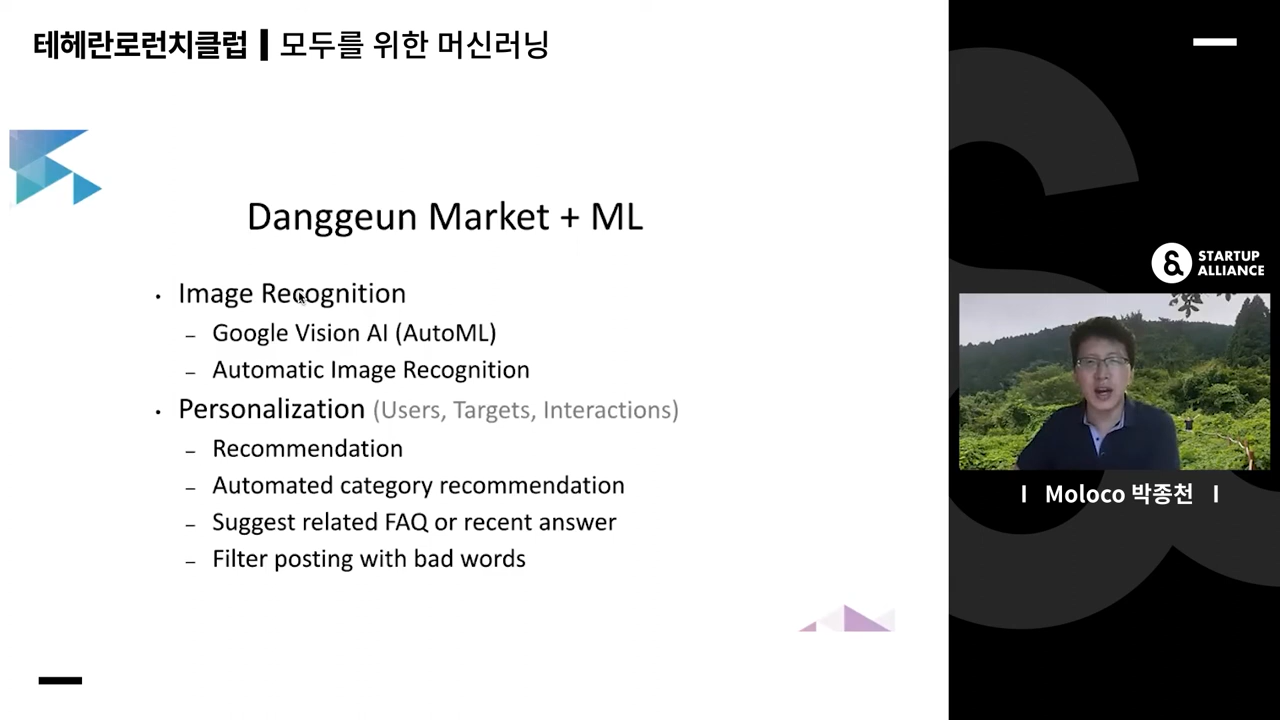 테헤란로런치클럽 | 모두를 위한 머신러닝
Danggeun Market + ML
• Image Recognition
– Google Vision AI (AutoML)
– Automatic Image Recognition
• Personalization (Users, Targets, Interactions)
– Recommendation
– Automated category recommendation
– Suggest related FAQ or recent answer
– Filter posting with bad words
STARTUP
ALLIANCE
| Moloco 박종천 |